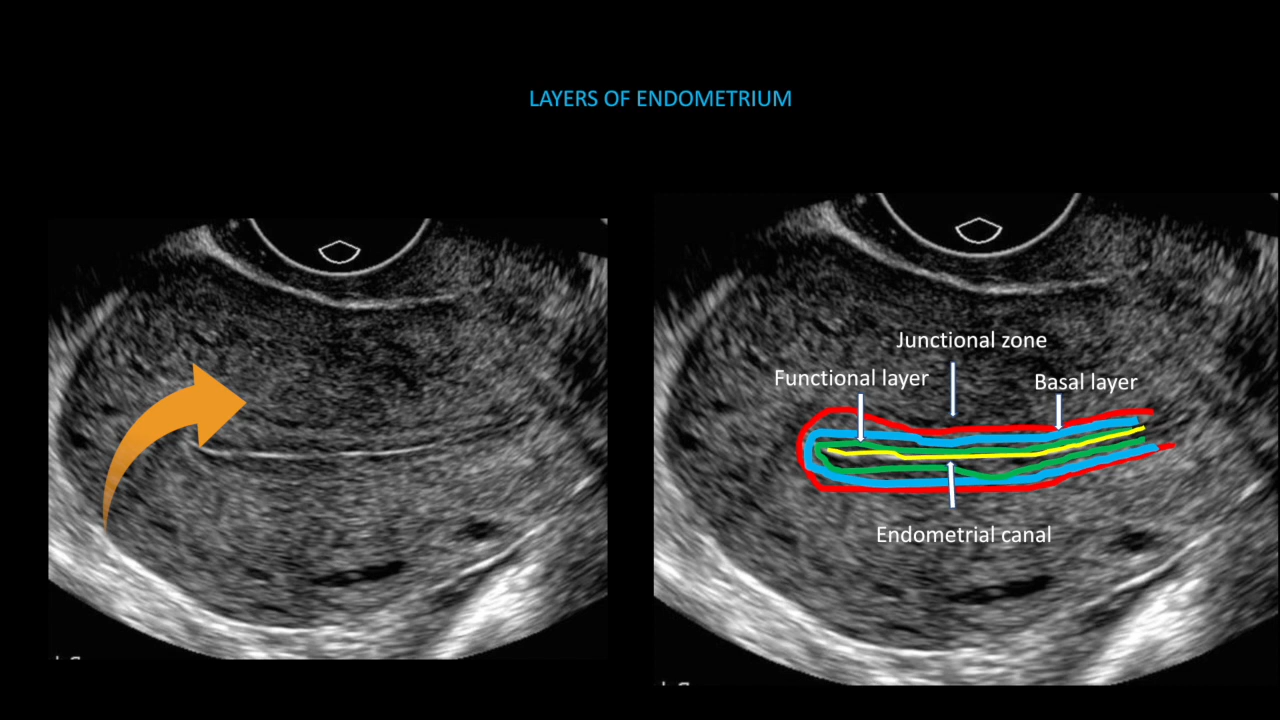 LAYERS OF ENDOMETRIUM
Junctional zone
Functional layer
Basal layer
Endometrial canal